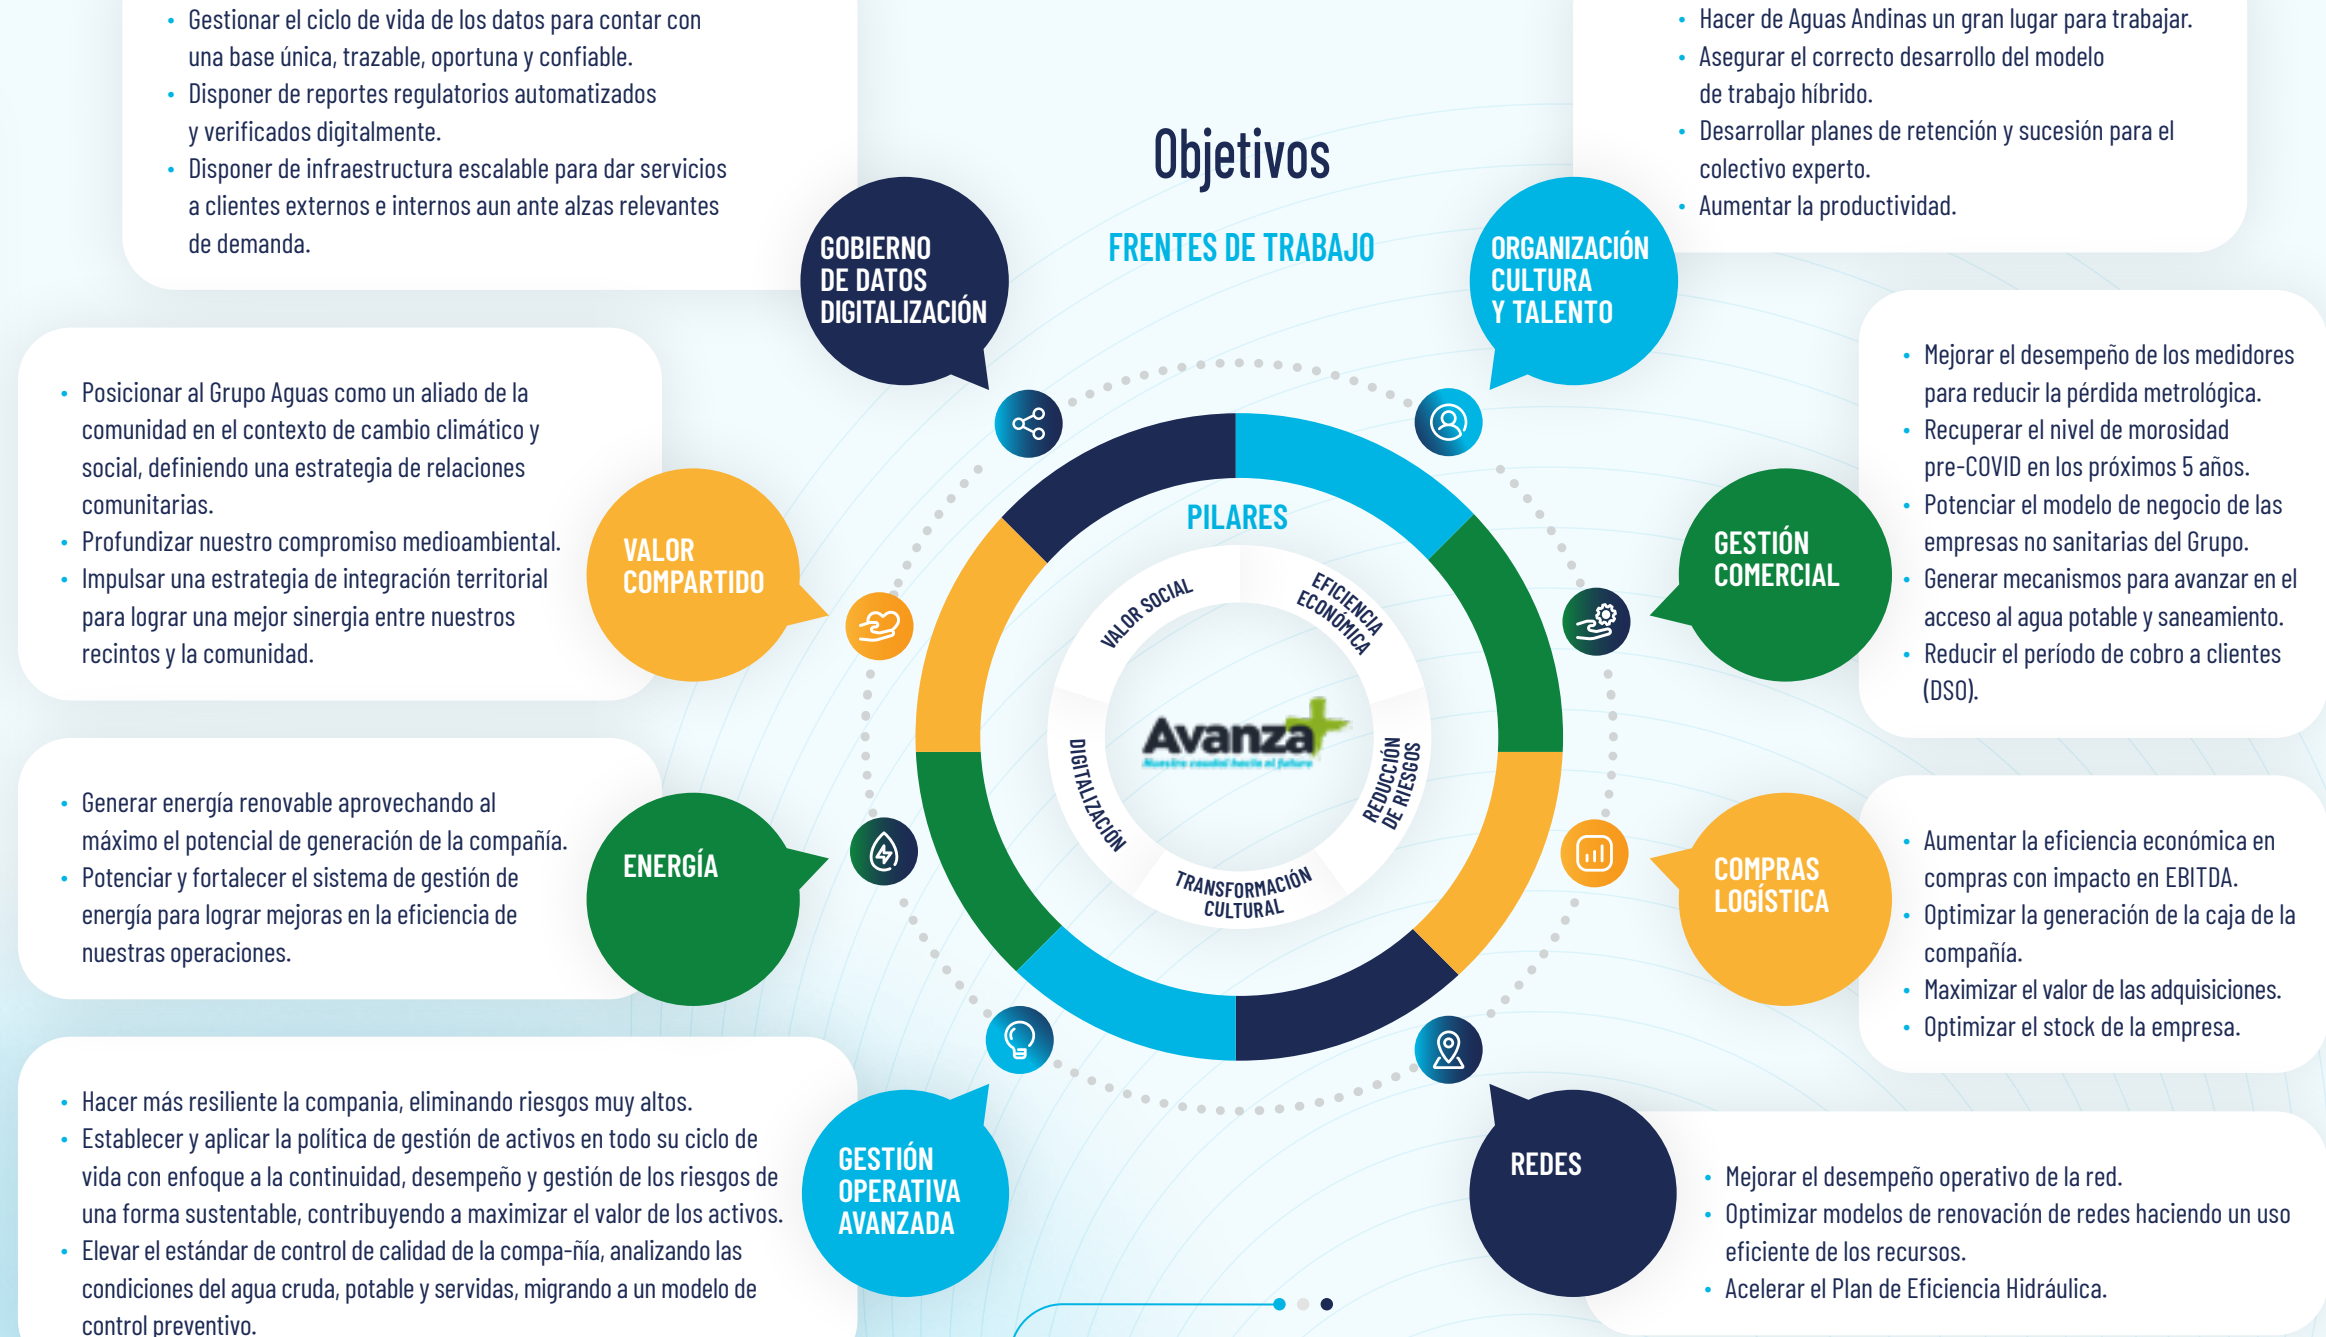 • Gestionar el ciclo de vida de los datos para contar con
una base única, trazable, oportuna y confiable.
• Disponer de reportes regulatorios automatizados
y verificados digitalmente.
• Disponer de infraestructura escalable para dar servicios
a clientes externos e internos aun ante alzas relevantes
de demanda.
GOBIERNO
DE DATOS
DIGITALIZACIÓN
Objetivos
FRENTES DE TRABAJO
• Hacer de Aguas Andinas un gran lugar para trabajar.
• Asegurar el correcto desarrollo del modelo
de trabajo híbrido.
• Desarrollar planes de retención y sucesión para el
colectivo experto.
• Aumentar la productividad.
ORGANIZACIÓN
CULTURA
Y TALENTO
• Posicionar al Grupo Aguas como un aliado de la
comunidad en el contexto de cambio climático y
social, definiendo una estrategia de relaciones
comunitarias.
• Profundizar nuestro compromiso medioambiental.
• Impulsar una estrategia de integración territorial
para lograr una mejor sinergia entre nuestros
recintos y la comunidad.
VALOR
COMPARTIDO
PILARES
VALOR SOCIAL
EFICIENCIA
ECONÓMICA
REDUCCIÓN
DE RIESGOS
TRANSFORMACIÓN
CULTURAL
DIGITALIZACIÓN
Avanza+
Nuestro caudal hacia el futuro
GESTIÓN
COMERCIAL
• Mejorar el desempeño de los medidores
para reducir la pérdida metrológica.
• Recuperar el nivel de morosidad
pre-COVID en los próximos 5 años.
• Potenciar el modelo de negocio de las
empresas no sanitarias del Grupo.
• Generar mecanismos para avanzar en el
acceso al agua potable y saneamiento.
• Reducir el período de cobro a clientes
(DSO).
• Generar energía renovable aprovechando al
máximo el potencial de generación de la compañía.
• Potenciar y fortalecer el sistema de gestión de
energía para lograr mejoras en la eficiencia de
nuestras operaciones.
ENERGÍA
COMPRAS
LOGÍSTICA
• Aumentar la eficiencia económica en
compras con impacto en EBITDA.
• Optimizar la generación de la caja de la
compañía.
• Maximizar el valor de las adquisiciones.
• Optimizar el stock de la empresa.
• Hacer más resiliente la compania, eliminando riesgos muy altos.
• Establecer y aplicar la política de gestión de activos en todo su ciclo de
vida con enfoque a la continuidad, desempeño y gestión de los riesgos de
una forma sustentable, contribuyendo a maximizar el valor de los activos.
• Elevar el estándar de control de calidad de la compa-ñía, analizando las
condiciones del agua cruda, potable y servidas, migrando a un modelo de
control preventivo.
GESTIÓN
OPERATIVA
AVANZADA
REDES
• Mejorar el desempeño operativo de la red.
• Optimizar modelos de renovación de redes haciendo un uso
eficiente de los recursos.
• Acelerar el Plan de Eficiencia Hidráulica.